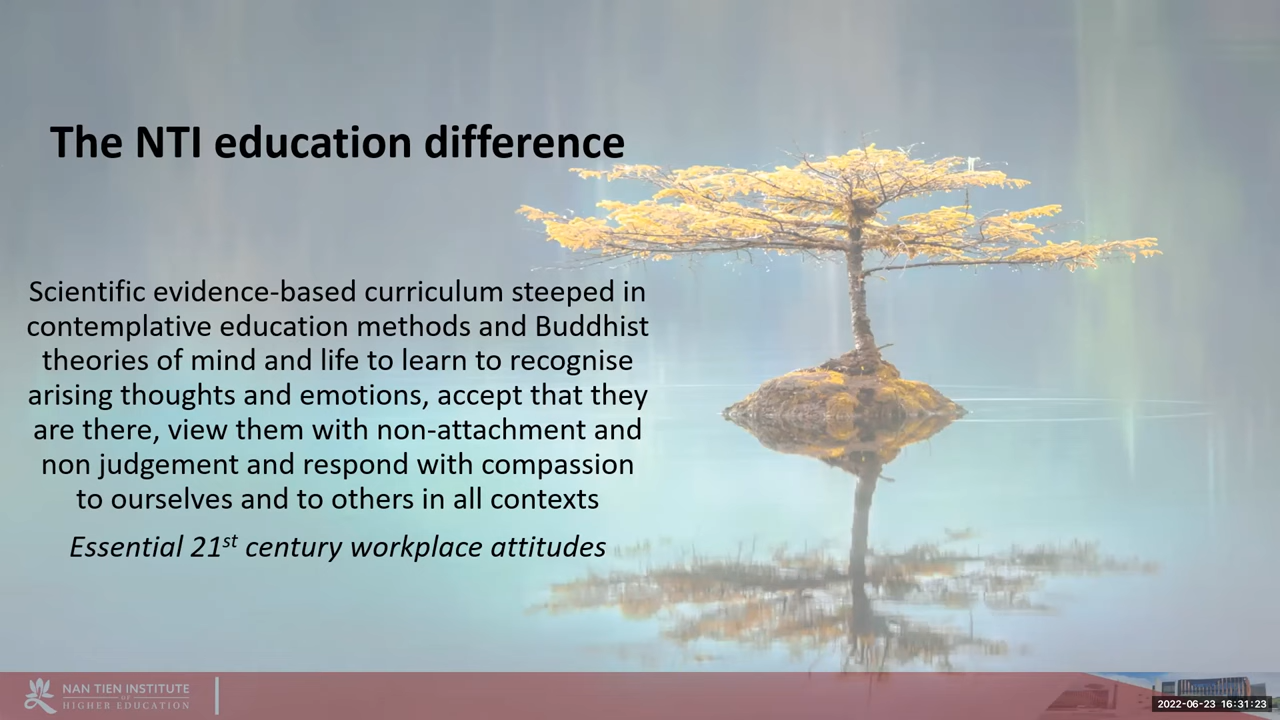 The NTI education difference
Scientific evidence-based curriculum steeped in
contemplative education methods and Buddhist
theories of mind and life to learn to recognise
arising thoughts and emotions, accept that they
are there, view them with non-attachment and
non judgement and respond with compassion
to ourselves and to others in all contexts
Essential 21st century workplace attitudes
NAN TIEN INSTITUTE
OF
HIGHER EDUCATION
2022-06-23 16:31:23